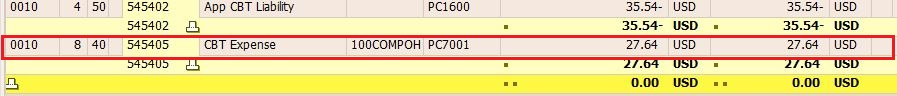 0010 4 50 545402 App CBT Liability PC1600 35.54- USD 35.54- USD
545402 35.54- USD 35.54- USD
0010 8 40 545405 CBT Expense 100COMPOH PC7001 27.64 USD 27.64 USD
545405 27.64 USD 27.64 USD
0.00 USD 0.00 USD